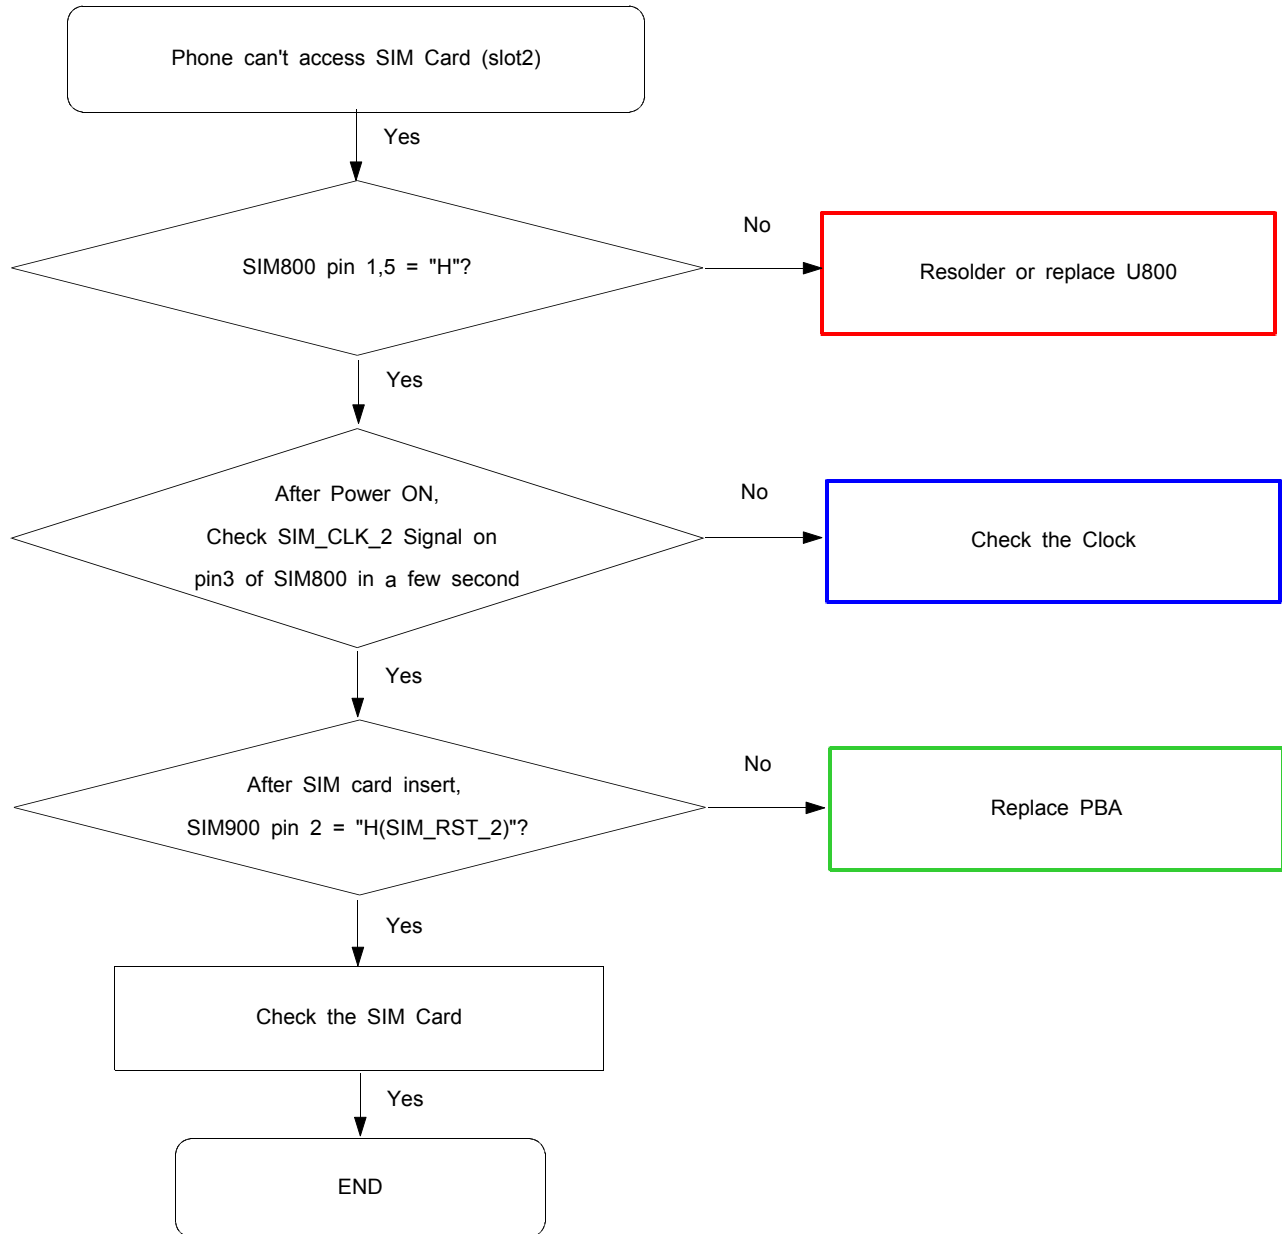 Phone can't access SIM Card (slot2)
Yes
SIM800 pin 1,5 = "H"?
No
Resolder or replace U800
Yes
After Power ON,
Check SIM_CLK_2 Signal on
pin3 of SIM800 in a few second
No
Check the Clock
Yes
After SIM card insert,
SIM900 pin 2 = "H(SIM_RST_2)"?
No
Replace PBA
Yes
Check the SIM Card
Yes
END